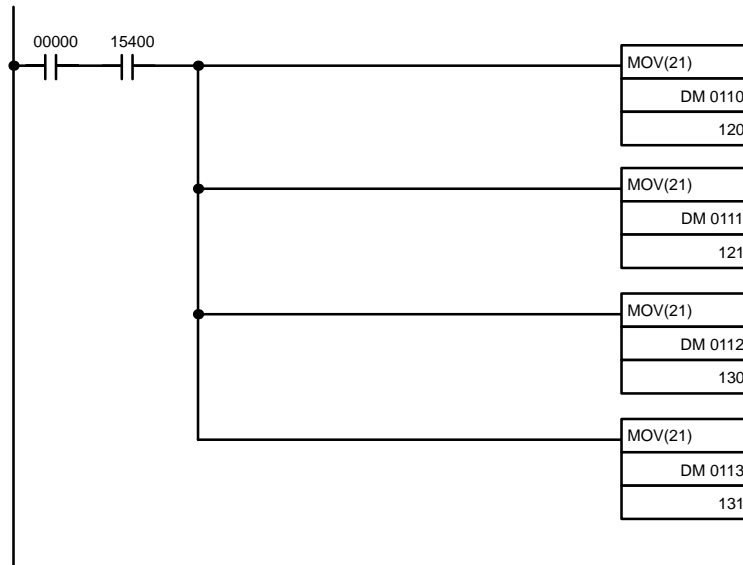 00000 15400
MOV(21)
DM 0110
120
MOV(21)
DM 0111
121
MOV(21)
DM 0112
130
MOV(21)
DM 0113
131